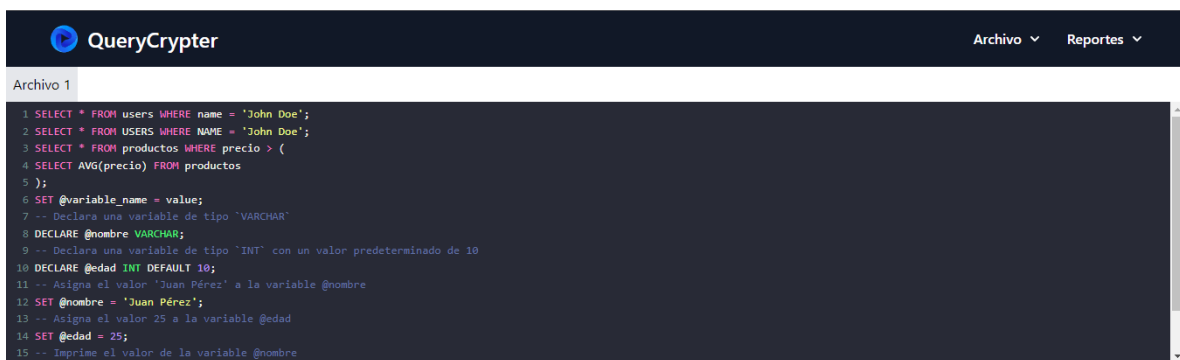 QueryCrypter
Archivo
Reportes
Archivo 1
1 SELECT * FROM users WHERE name = 'John Doe';
2 SELECT * FROM USERS WHERE NAME = 'John Doe';
3 SELECT * FROM productos WHERE precio > (
4 SELECT AVG(precio) FROM productos
5 );
6 SET @variable_name = value;
7 -- Declara una variable de tipo `VARCHAR`
8 DECLARE @nombre VARCHAR;
9 -- Declara una variable de tipo `INT` con un valor predeterminado de 10
10 DECLARE @edad INT DEFAULT 10;
11 -- Asigna el valor 'Juan Pérez' a la variable @nombre
12 SET @nombre = 'Juan Pérez';
13 -- Asigna el valor 25 a la variable @edad
14 SET @edad = 25;
15 -- Imprime el valor de la variable @nombre